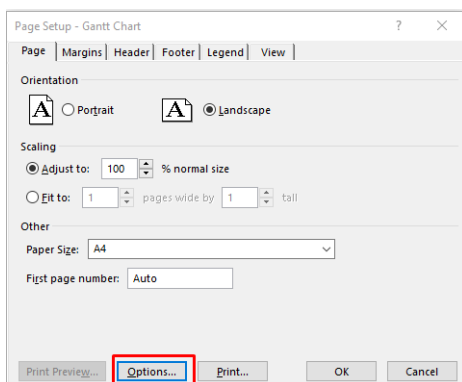 Page Setup - Gantt Chart ? ×
Page Margins Header Footer Legend View
Orientation
A Portrait A Landscape
Scaling
Adjust to: 100 % normal size
Fit to: 1 pages wide by 1 tall
Other
Paper Size: A4
First page number: Auto
Print Preview... Options... Print... OK Cancel